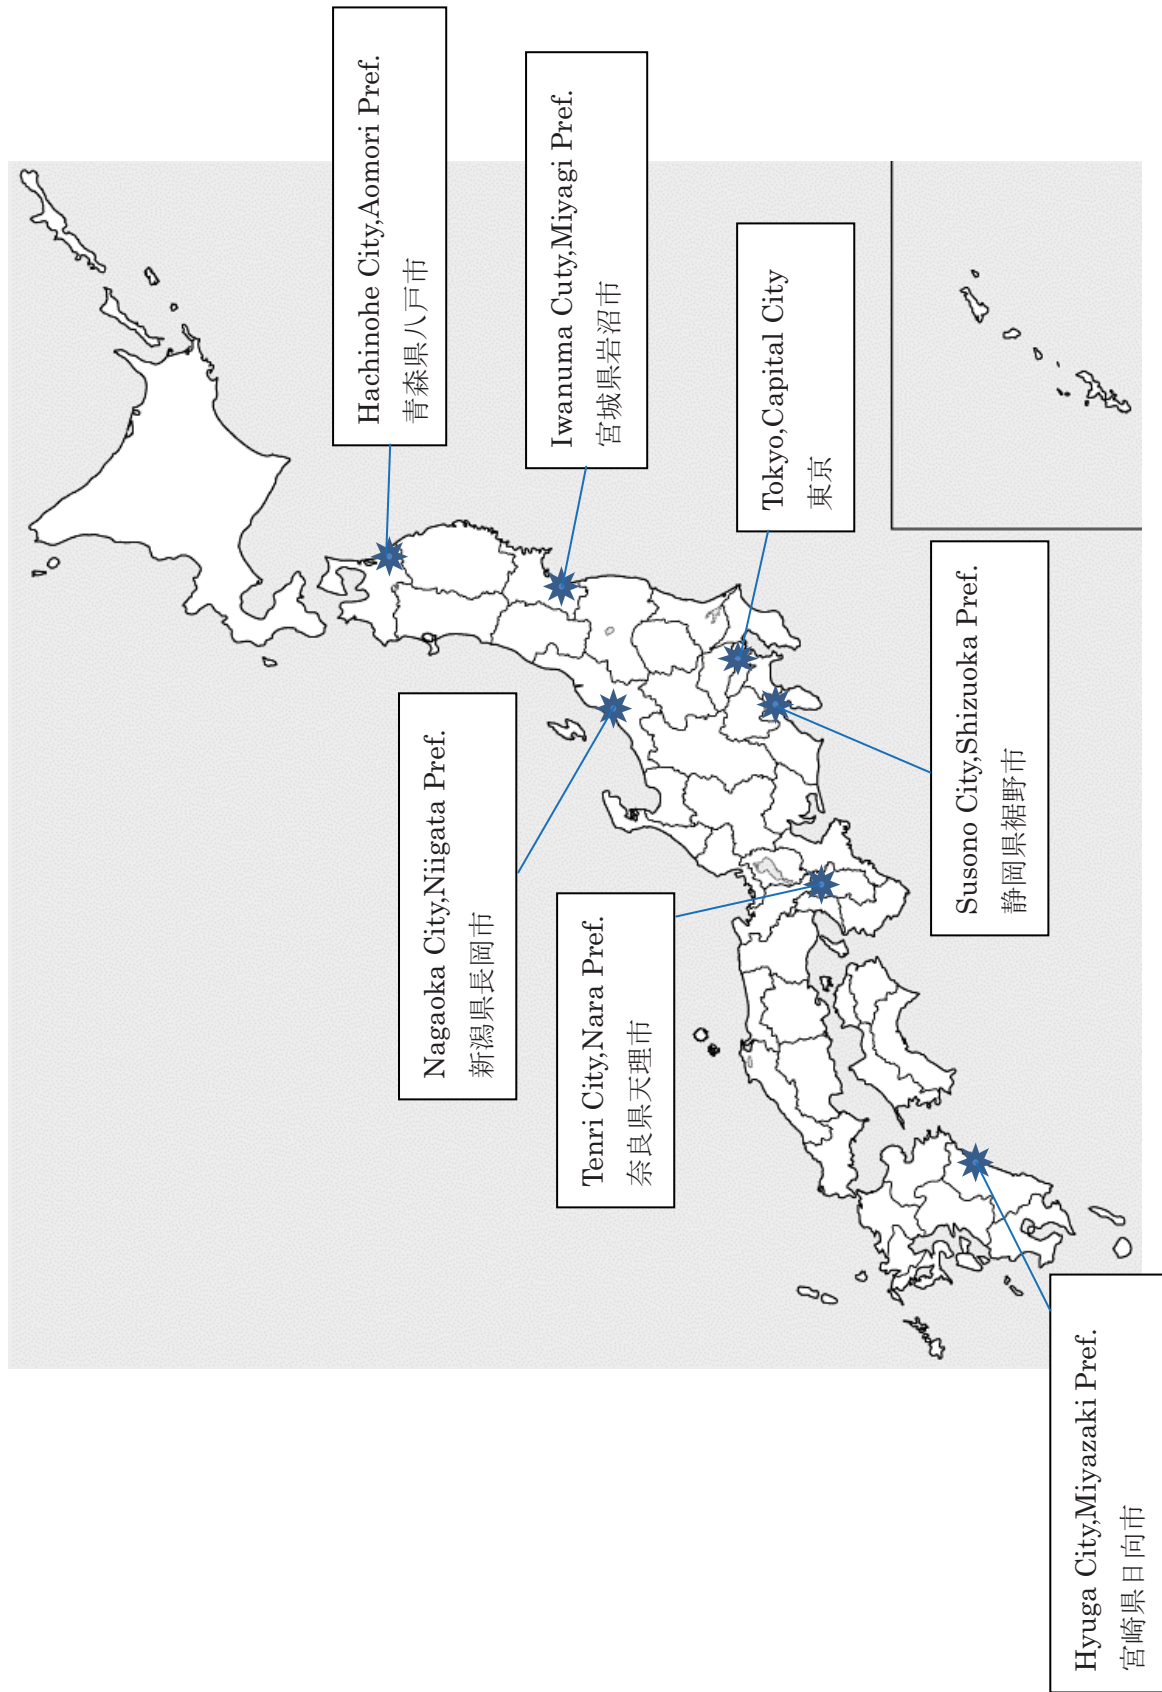 Hachinohe City,Aomori Pref.
青森県八戸市
Iwanuma Cuty,Miyagi Pref.
宮城県岩沼市
Tokyo,Capital City
東京
Nagaoka City,Niigata Pref.
新潟県長岡市
Tenri City,Nara Pref.
奈良県天理市
Susono City,Shizuoka Pref.
静岡県裾野市
Hyuga City,Miyazaki Pref.
宮崎県日向市